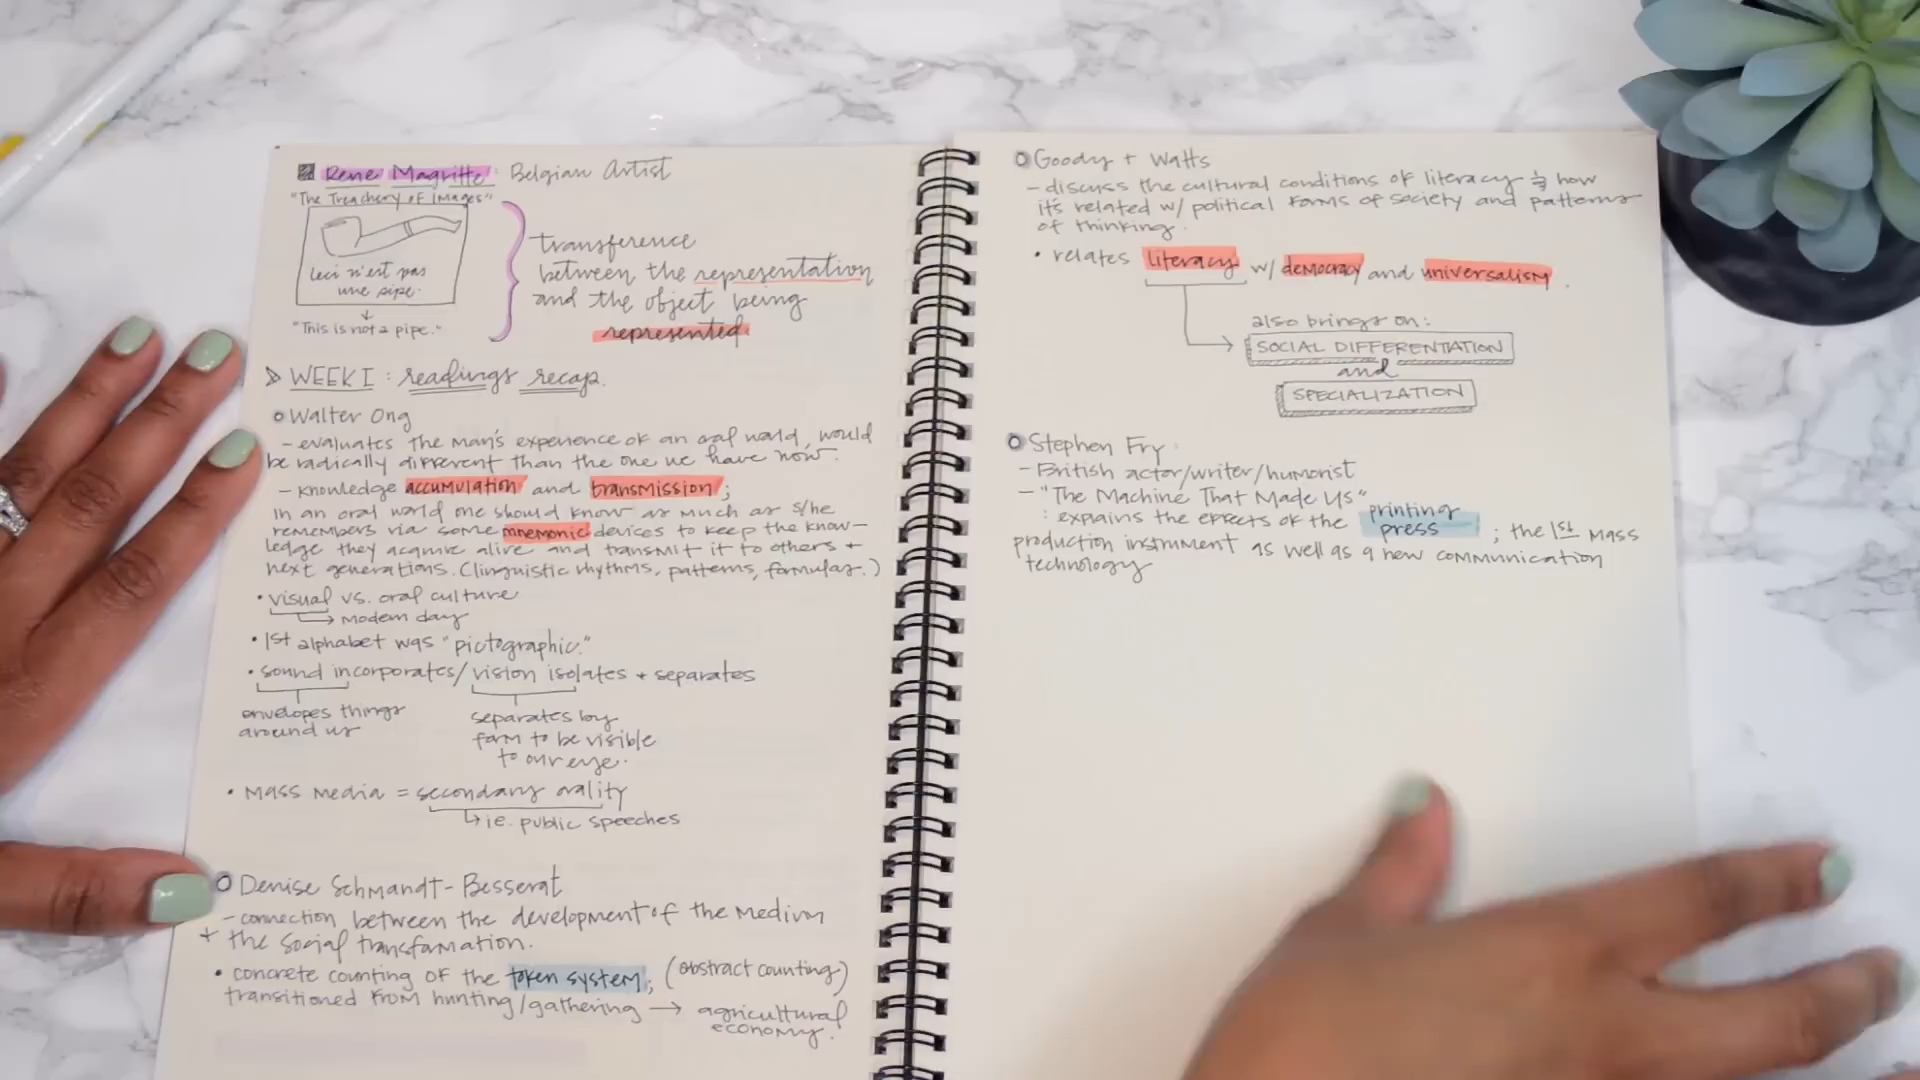 Rene Magritte: Belgian Artist
"The Treachery of Images"
Ceci n'est pas
une pipe.
"This is not a pipe."
transference
between the representation
and the object being
represented
WEEK I: readings recap.
Walter Ong
- evaluates the man's experience of an oral world, would
be radically different than the one we have now.
- knowledge accumulation and transmission;
in an oral world one should know as much as s/he
remembers via some mnemonic devices to keep the know-
ledge they acquire alive and transmit it to others +
next generations. (linguistic rhythms, patterns, formulas.)
• visual vs. oral culture
modern day
• 1st alphabet was "pictographic."
• sound incorporates/vision isolates + separates
envelopes things
around us
separates by
form to be visible
to our eye.
• Mass media = secondary orality
i.e. public speeches
Denise Schmandt-Besserat
- connection between the development of the medium
+ the social transformation.
• concrete counting of the token system; (abstract counting)
transitioned from hunting/gathering → agricultural
economy.
Goody + Watts
- discuss the cultural conditions of literacy & how
it's related w/ political forms of society and patterns
of thinking.
• relates literacy w/ democracy and universalism.
also brings on:
SOCIAL DIFFERENTIATION
and
SPECIALIZATION
Stephen Fry
- British actor/writer/humorist
- "The Machine That Made Us"
: explains the effects of the printing press; the 1st mass
production instrument as well as a new communication
technology